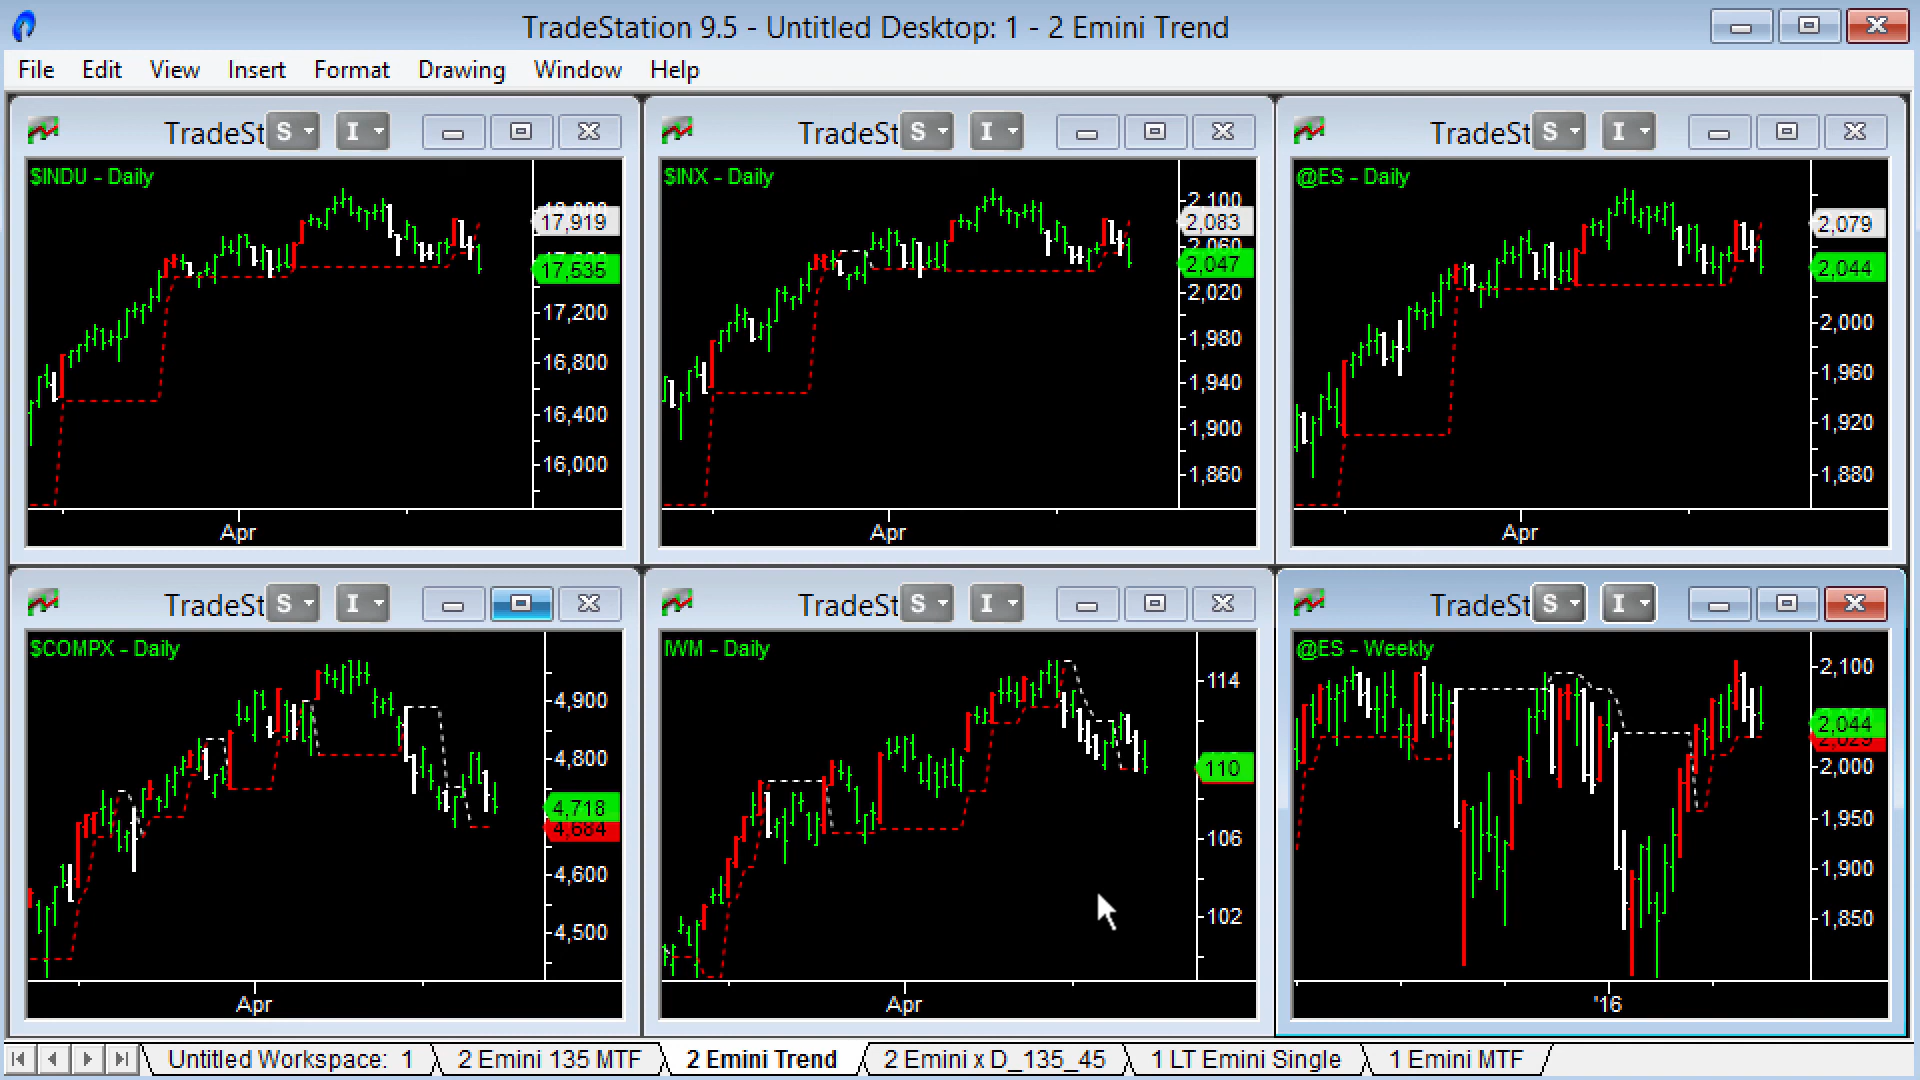 TradeStation 9.5 - Untitled Desktop: 1 - 2 Emini Trend
File Edit View Insert Format Drawing Window Help
TradeSt S I
$INDU - Daily
17,919
17,535
17,200
16,800
16,400
16,000
Apr
TradeSt S I
$INX - Daily
2,100
2,083
2,060
2,047
2,020
1,980
1,940
1,900
1,860
Apr
TradeSt S I
@ES - Daily
2,079
2,044
2,000
1,960
1,920
1,880
Apr
TradeSt S I
$COMPX - Daily
4,900
4,800
4,718
4,684
4,600
4,500
Apr
TradeSt S I
IWM - Daily
114
110
106
102
Apr
TradeSt S I
@ES - Weekly
2,100
2,044
2,000
1,950
1,900
1,850
'16
Untitled Workspace: 1 2 Emini 135 MTF 2 Emini Trend 2 Emini x D_135_45 1 LT Emini Single 1 Emini MTF